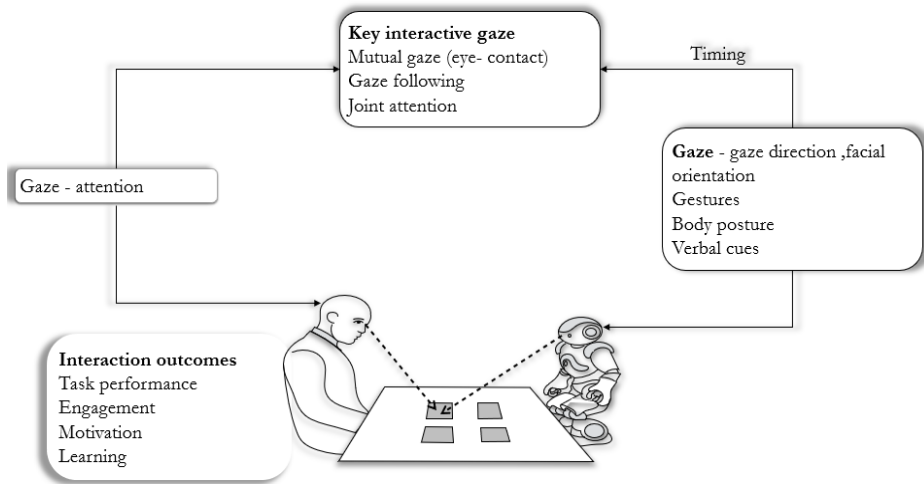 Key interactive gaze
Mutual gaze (eye- contact)
Gaze following
Joint attention
Timing
Gaze - gaze direction ,facial
orientation
Gestures
Body posture
Verbal cues
Gaze - attention
Interaction outcomes
Task performance
Engagement
Motivation
Learning